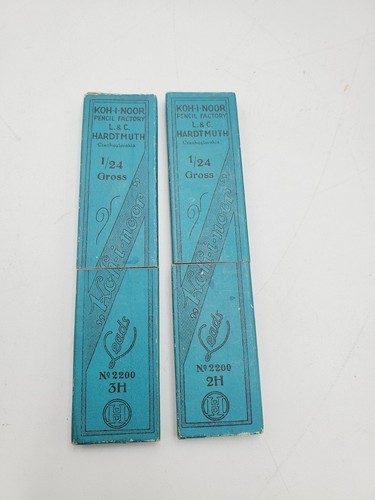 KOH-I-NOOR
PENCIL FACTORY
L. & C.
HARDTMUTH
Czechoslovakia
1/24
Gross
"Koh-i-noor"
Leads
Nº 2200
3H
KOH-I-NOOR
PENCIL FACTORY
L. & C.
HARDTMUTH
Czechoslovakia
1/24
Gross
"Koh-i-noor"
Leads
Nº 2200
2H